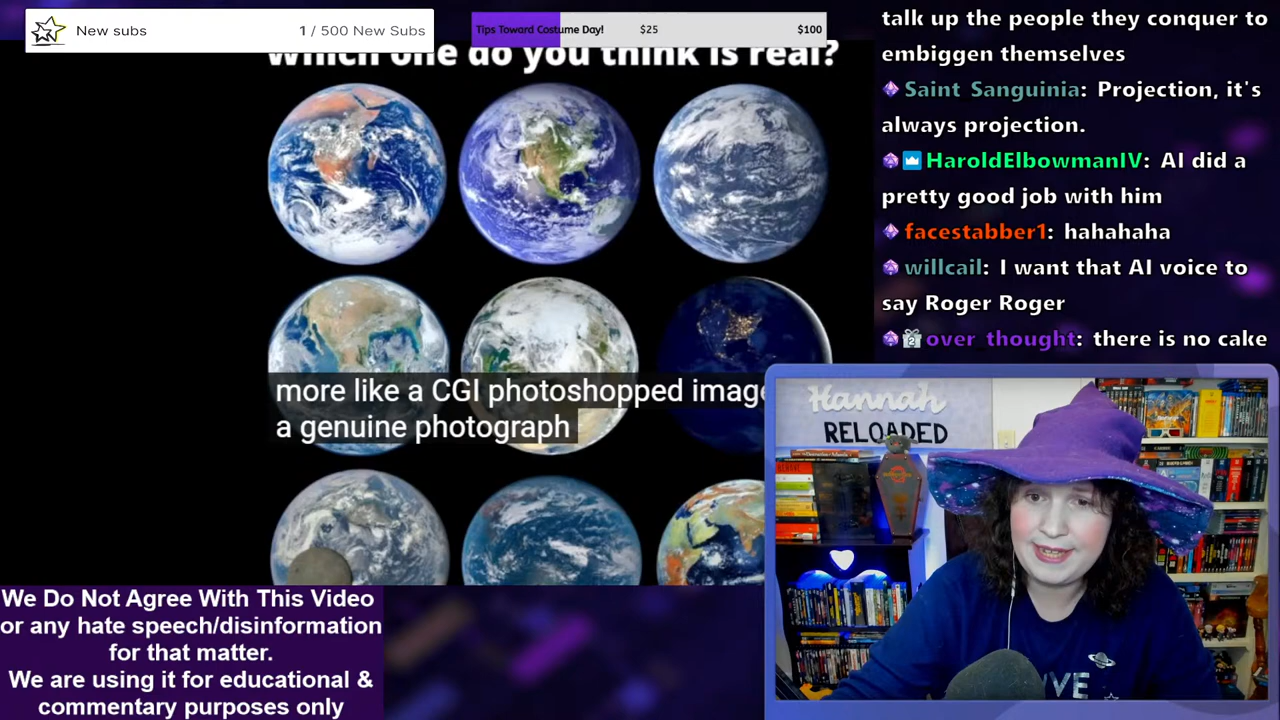 New subs
1 / 500 New Subs
Tips Toward Costume Day!
$25
$100
Which one do you think is real?
more like a CGI photoshopped image
a genuine photograph
talk up the people they conquer to
embiggen themselves
Saint Sanguinia: Projection, it's
always projection.
HaroldElbowmanIV: AI did a
pretty good job with him
facestabber1: hahahaha
willcail: I want that AI voice to
say Roger Roger
over thought: there is no cake
Hannah
RELOADED
We Do Not Agree With This Video
or any hate speech/disinformation
for that matter.
We are using it for educational &
commentary purposes only